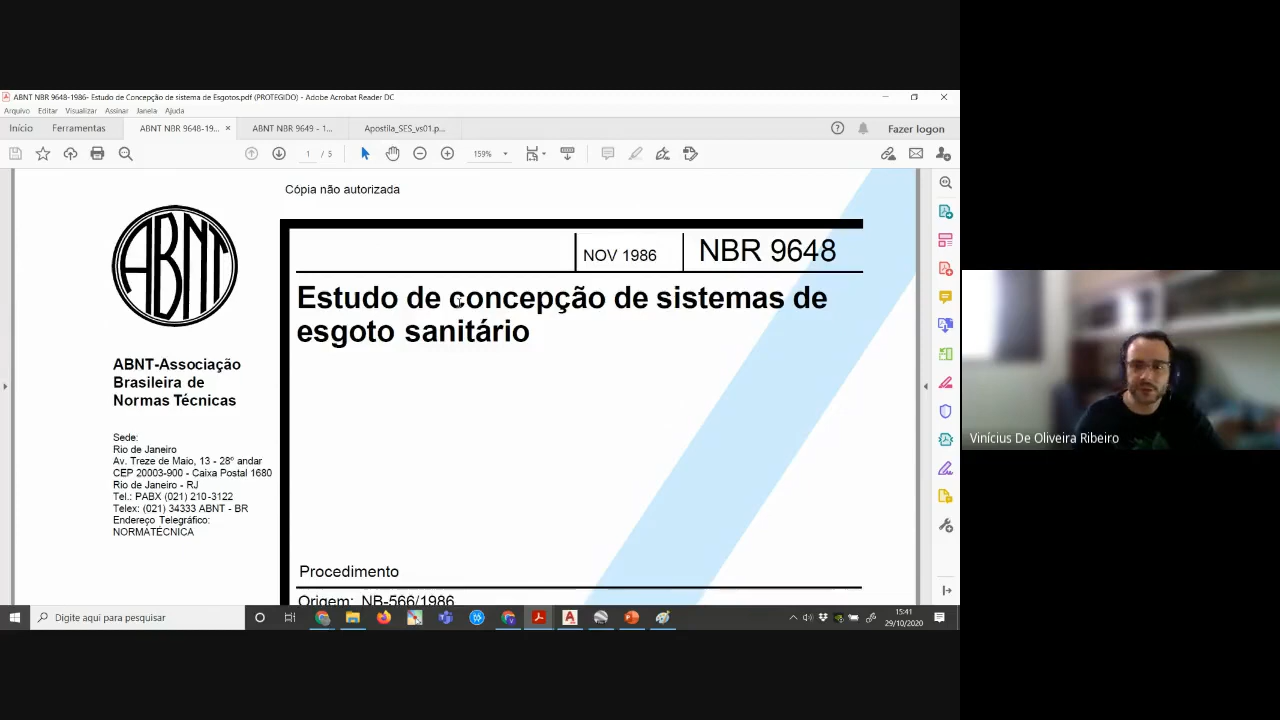 ABNT NBR 9648-1986- Estudo de Concepção de sistema de Esgotos.pdf (PROTEGIDO) - Adobe Acrobat Reader DC
Arquivo Editar Visualizar Assinar Janela Ajuda
Início Ferramentas ABNT NBR 9648-19... × ABNT NBR 9649 - 1... Apostila_SES_vs01.p... Fazer logon
1 / 5 159%
Cópia não autorizada
ABNT
NOV 1986 NBR 9648
Estudo de concepção de sistemas de
esgoto sanitário
ABNT-Associação
Brasileira de
Normas Técnicas
Sede:
Rio de Janeiro
Av. Treze de Maio, 13 - 28º andar
CEP 20003-900 - Caixa Postal 1680
Rio de Janeiro - RJ
Tel.: PABX (021) 210-3122
Telex: (021) 34333 ABNT - BR
Endereço Telegráfico:
NORMATÉCNICA
Procedimento
Origem: NB-566/1986
Vinícius De Oliveira Ribeiro
Digite aqui para pesquisar
15:41
29/10/2020